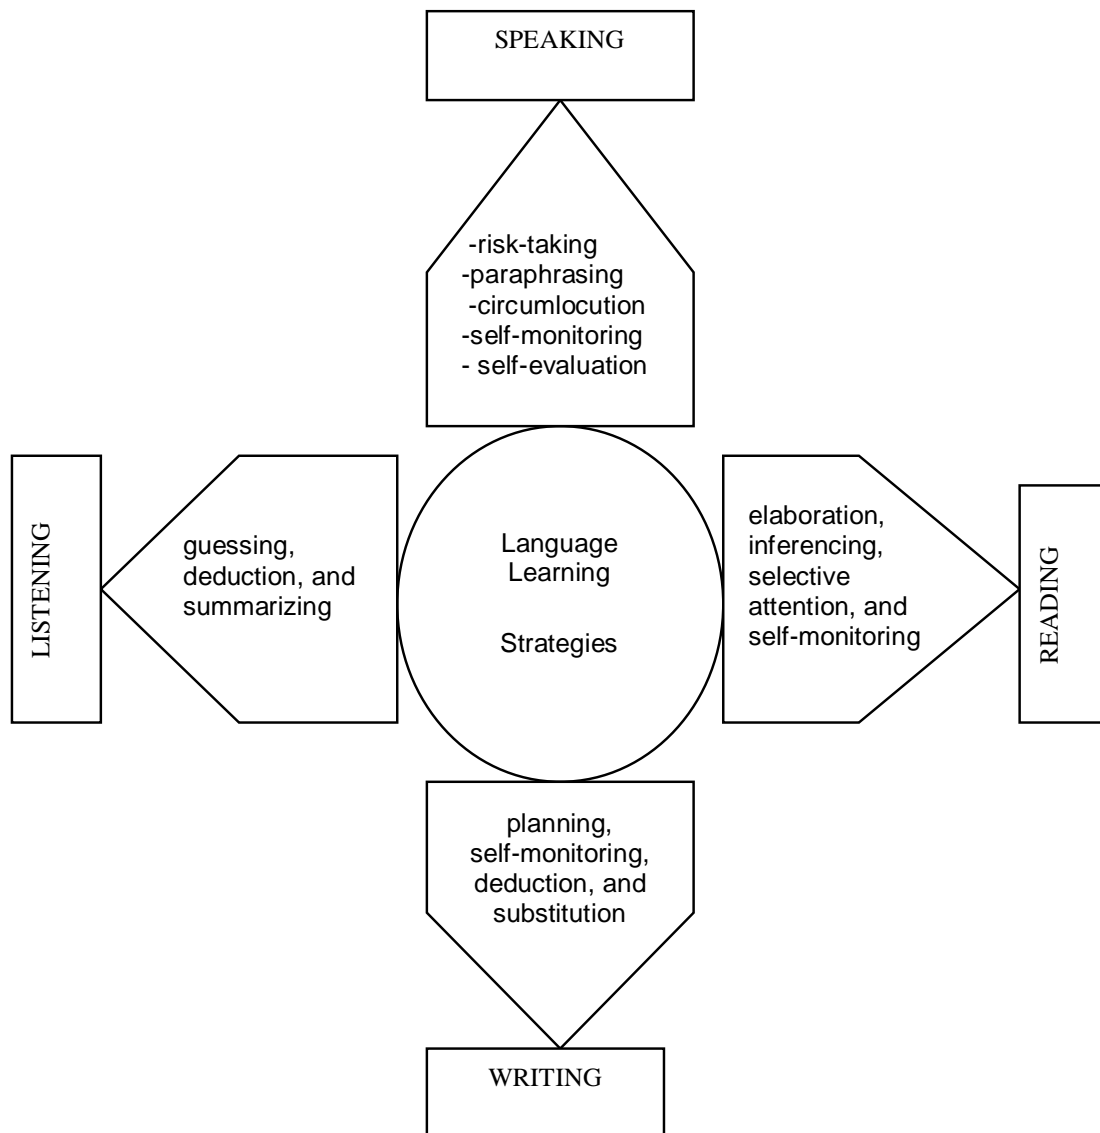 SPEAKING
-risk-taking
-paraphrasing
-circumlocution
-self-monitoring
- self-evaluation
LISTENING
guessing,
deduction, and
summarizing
Language
Learning
Strategies
elaboration,
inferencing,
selective
attention, and
self-monitoring
READING
planning,
self-monitoring,
deduction, and
substitution
WRITING